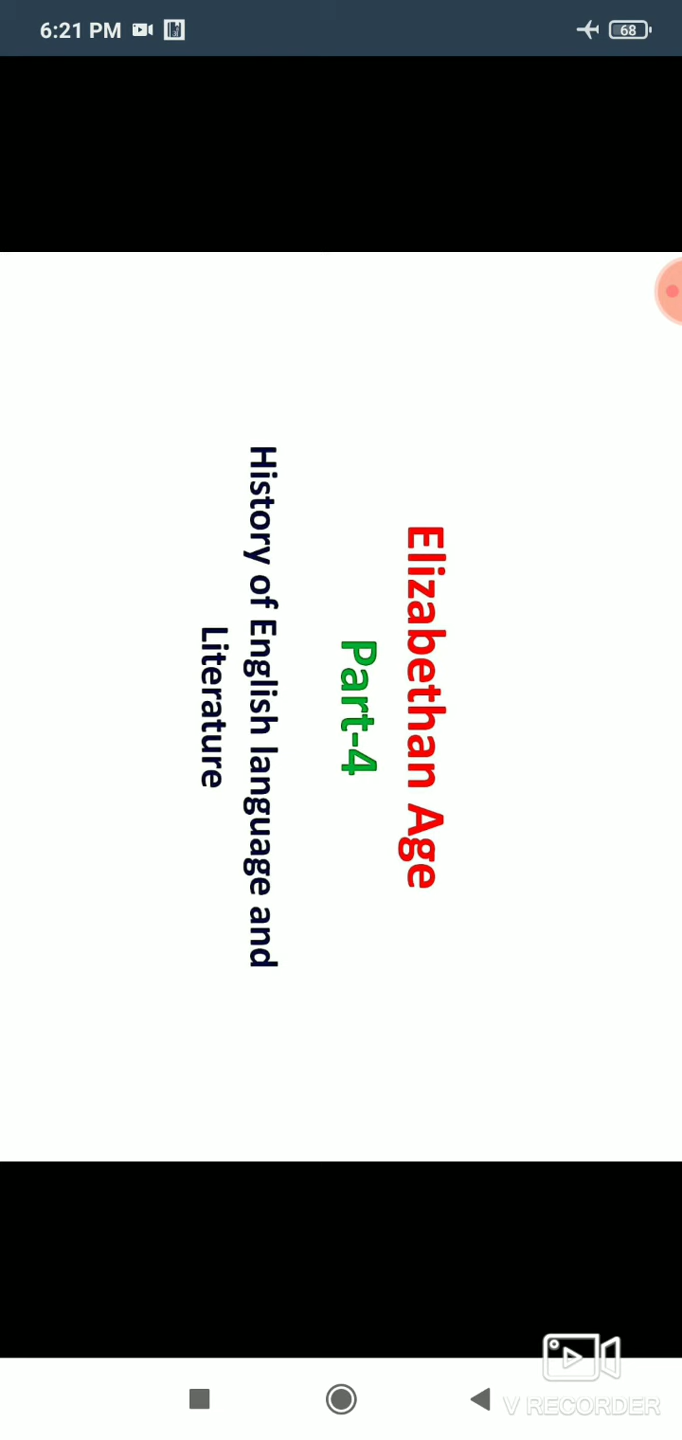 6:21 PM
68
Elizabethan Age
Part-4
History of English language and
Literature
V RECORDER